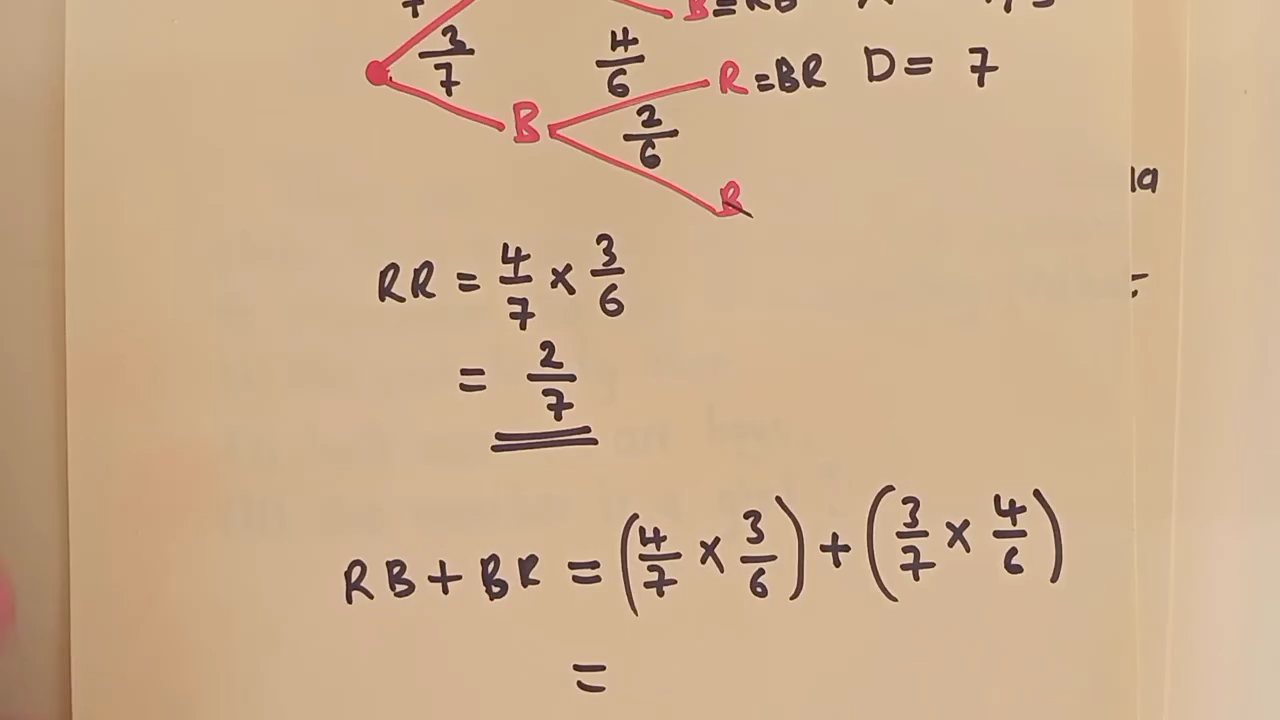 B = RB
3/7
4/6
R = BR D = 7
B
2/6
RR = 4/7 × 3/6
= 2/7
RB + BR = (4/7 × 3/6) + (3/7 × 4/6)
=